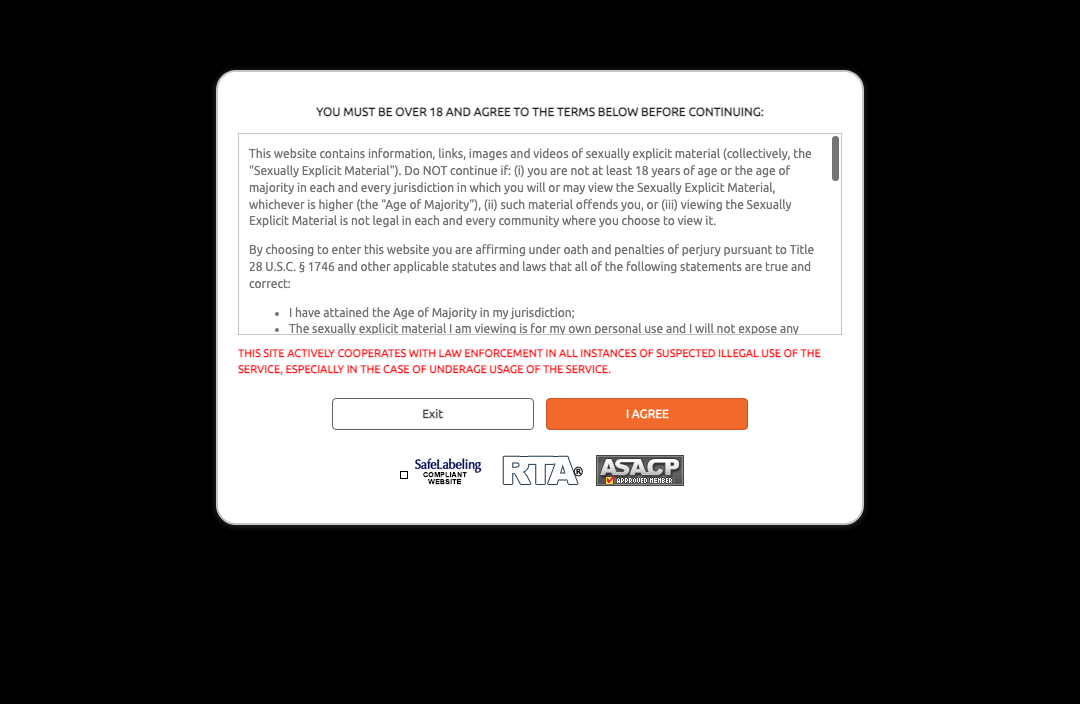 YOU MUST BE OVER 18 AND AGREE TO THE TERMS BELOW BEFORE CONTINUING:
This website contains information, links, images and videos of sexually explicit material (collectively, the
"Sexually Explicit Material"). Do NOT continue if: (i) you are not at least 18 years of age or the age of
majority in each and every jurisdiction in which you will or may view the Sexually Explicit Material,
whichever is higher (the "Age of Majority"), (ii) such material offends you, or (iii) viewing the Sexually
Explicit Material is not legal in each and every community where you choose to view it.
By choosing to enter this website you are affirming under oath and penalties of perjury pursuant to Title
28 U.S.C. § 1746 and other applicable statutes and laws that all of the following statements are true and
correct:
• I have attained the Age of Majority in my jurisdiction;
• The sexually explicit material I am viewing is for my own personal use and I will not expose any
THIS SITE ACTIVELY COOPERATES WITH LAW ENFORCEMENT IN ALL INSTANCES OF SUSPECTED ILLEGAL USE OF THE
SERVICE, ESPECIALLY IN THE CASE OF UNDERAGE USAGE OF THE SERVICE.
Exit
I AGREE
SafeLabeling
COMPLIANT
WEBSITE
RTA®
ASACP
APPROVED MEMBER